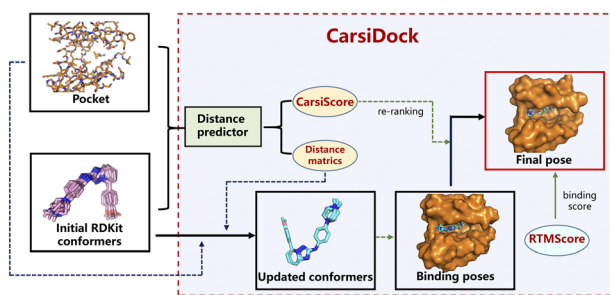 CarsiDock
Pocket
Distance
predictor
CarsiScore
re-ranking
Distance
matrics
Final pose
binding
score
RTMScore
Initial RDKit
conformers
Updated conformers
Binding poses